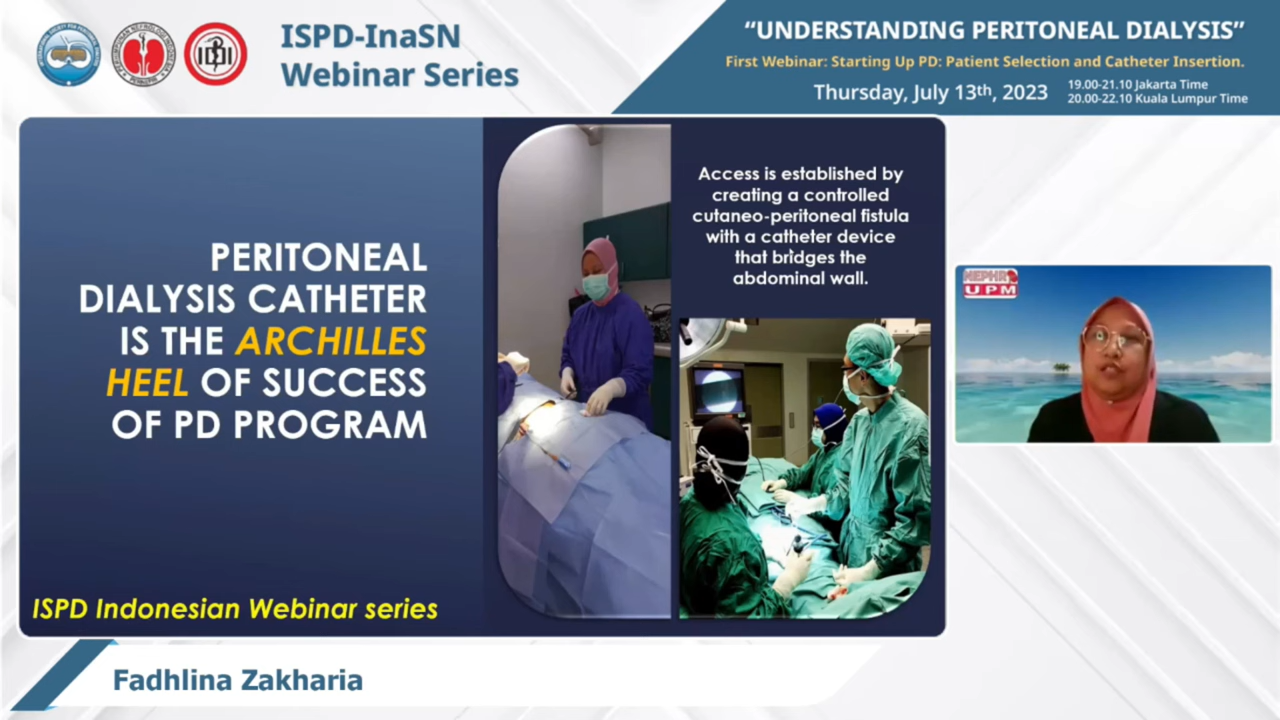 ISPD-InaSN
Webinar Series
“UNDERSTANDING PERITONEAL DIALYSIS”
First Webinar: Starting Up PD: Patient Selection and Catheter Insertion.
Thursday, July 13th, 2023
19.00-21.10 Jakarta Time
20.00-22.10 Kuala Lumpur Time
PERITONEAL
DIALYSIS CATHETER
IS THE ARCHILLES
HEEL OF SUCCESS
OF PD PROGRAM
ISPD Indonesian Webinar series
Access is established by
creating a controlled
cutaneo-peritoneal fistula
with a catheter device
that bridges the
abdominal wall.
NEPHRO
UPM
Fadhlina Zakharia